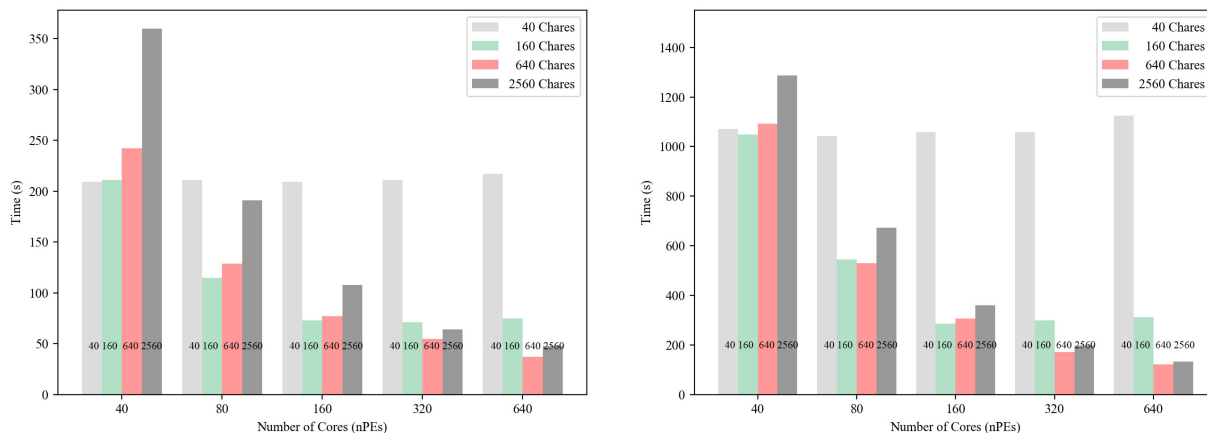 40 Chares
160 Chares
640 Chares
2560 Chares
350
300
250
200
150
100
50
0
Time (s)
40 160 640 2560 40 160 640 2560 40 160 640 2560 40 160 640 2560 40 160 640 2560
40 80 160 320 640
Number of Cores (nPEs)
40 Chares
160 Chares
640 Chares
2560 Chares
1400
1200
1000
800
600
400
200
0
Time (s)
40 160 640 2560 40 160 640 2560 40 160 640 2560 40 160 640 2560 40 160 640 2560
40 80 160 320 640
Number of Cores (nPEs)